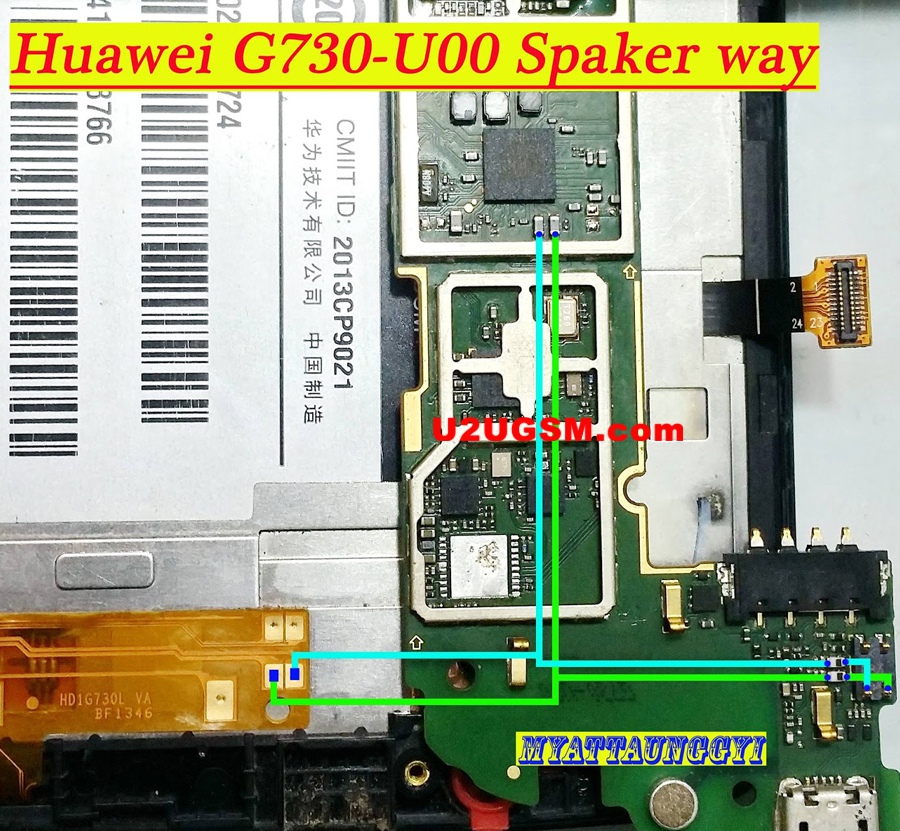 Huawei G730-U00 Spaker way
3766
724
CMIIT ID: 2013CP9021
华为技术有限公司 中国制造
2 1
24 23
U2UGSM.com
HD1G730L VA
BF1346
MYATTAUNGGYI